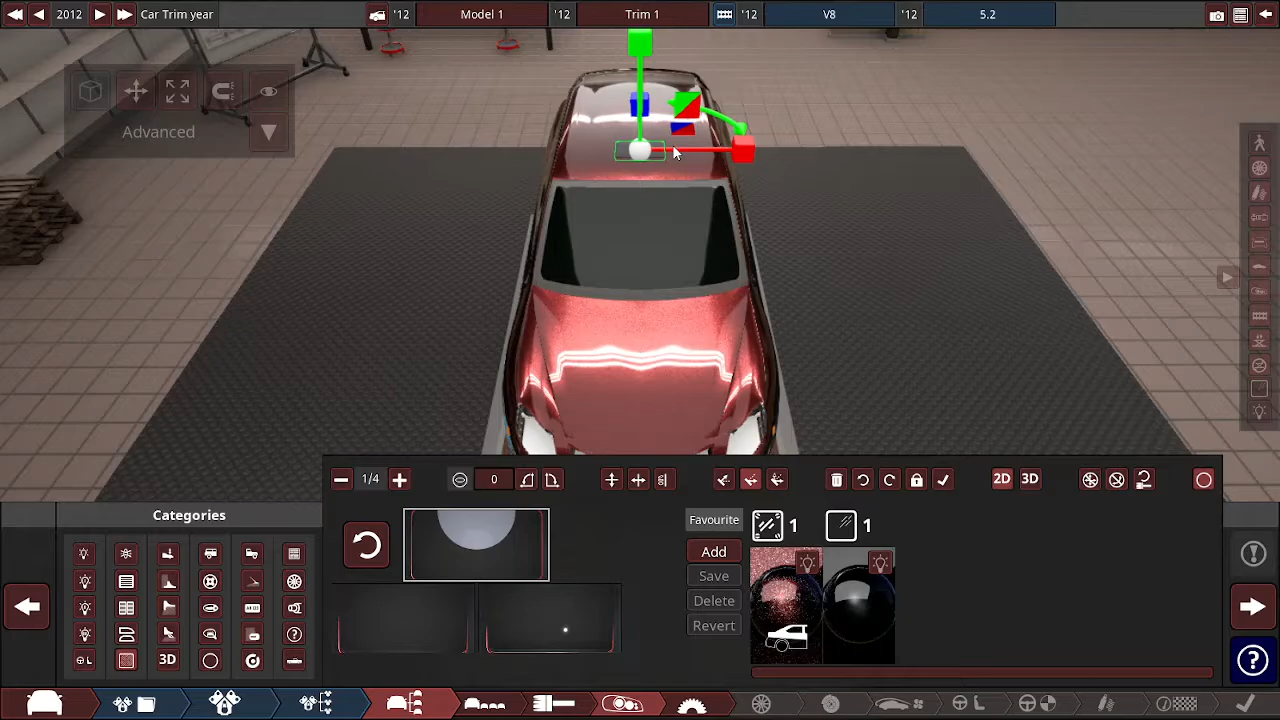 2012 Car Trim year '12 Model 1 '12 Trim 1 '12 V8 '12 5.2
Advanced
1/4 0 2D 3D
Categories
Favourite 1 1
Add
Save
Delete
Revert
3D
?